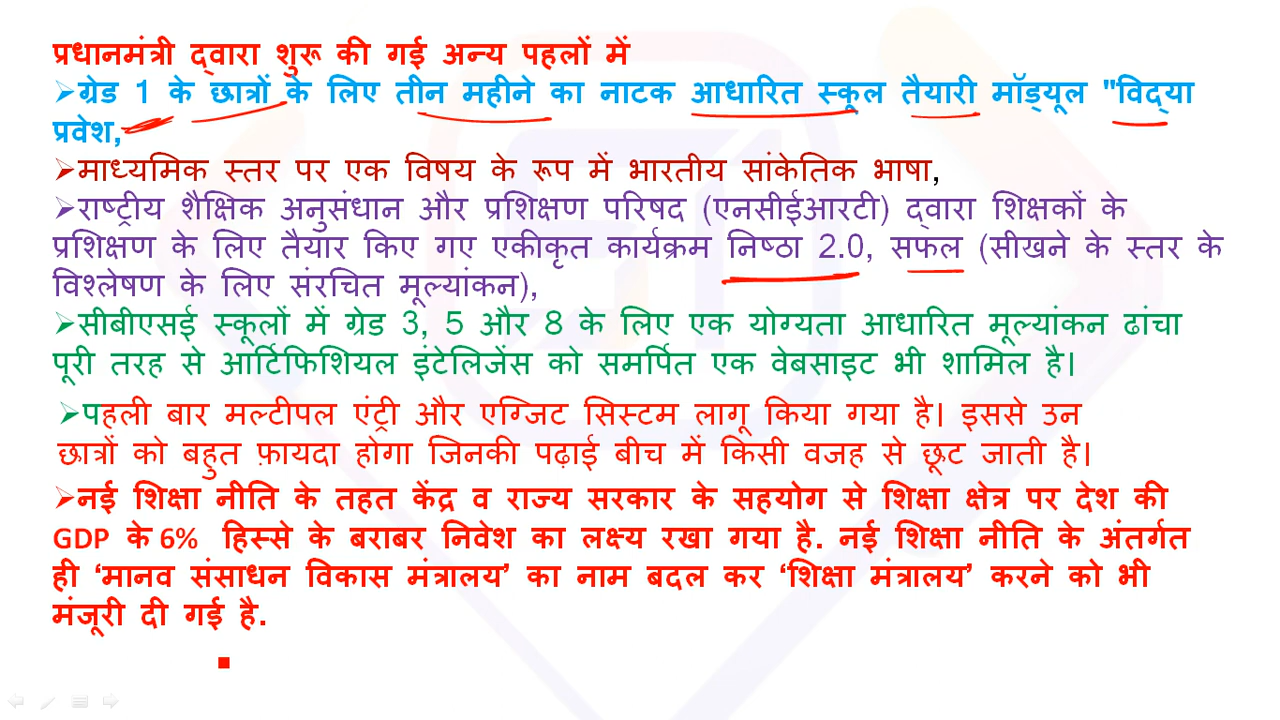 प्रधानमंत्री द्वारा शुरू की गई अन्य पहलों में
➢ग्रेड 1 के छात्रों के लिए तीन महीने का नाटक आधारित स्कूल तैयारी मॉड्यूल "विद्या
प्रवेश,
➢माध्यमिक स्तर पर एक विषय के रूप में भारतीय सांकेतिक भाषा,
➢राष्ट्रीय शैक्षिक अनुसंधान और प्रशिक्षण परिषद (एनसीईआरटी) द्वारा शिक्षकों के
प्रशिक्षण के लिए तैयार किए गए एकीकृत कार्यक्रम निष्ठा 2.0, सफल (सीखने के स्तर के
विश्लेषण के लिए संरचित मूल्यांकन),
➢सीबीएसई स्कूलों में ग्रेड 3, 5 और 8 के लिए एक योग्यता आधारित मूल्यांकन ढांचा
पूरी तरह से आर्टिफिशियल इंटेलिजेंस को समर्पित एक वेबसाइट भी शामिल है।
➢पहली बार मल्टीपल एंट्री और एग्जिट सिस्टम लागू किया गया है। इससे उन
छात्रों को बहुत फ़ायदा होगा जिनकी पढ़ाई बीच में किसी वजह से छूट जाती है।
➢नई शिक्षा नीति के तहत केंद्र व राज्य सरकार के सहयोग से शिक्षा क्षेत्र पर देश की
GDP के 6% हिस्से के बराबर निवेश का लक्ष्य रखा गया है. नई शिक्षा नीति के अंतर्गत
ही ‘मानव संसाधन विकास मंत्रालय’ का नाम बदल कर ‘शिक्षा मंत्रालय’ करने को भी
मंजूरी दी गई है.